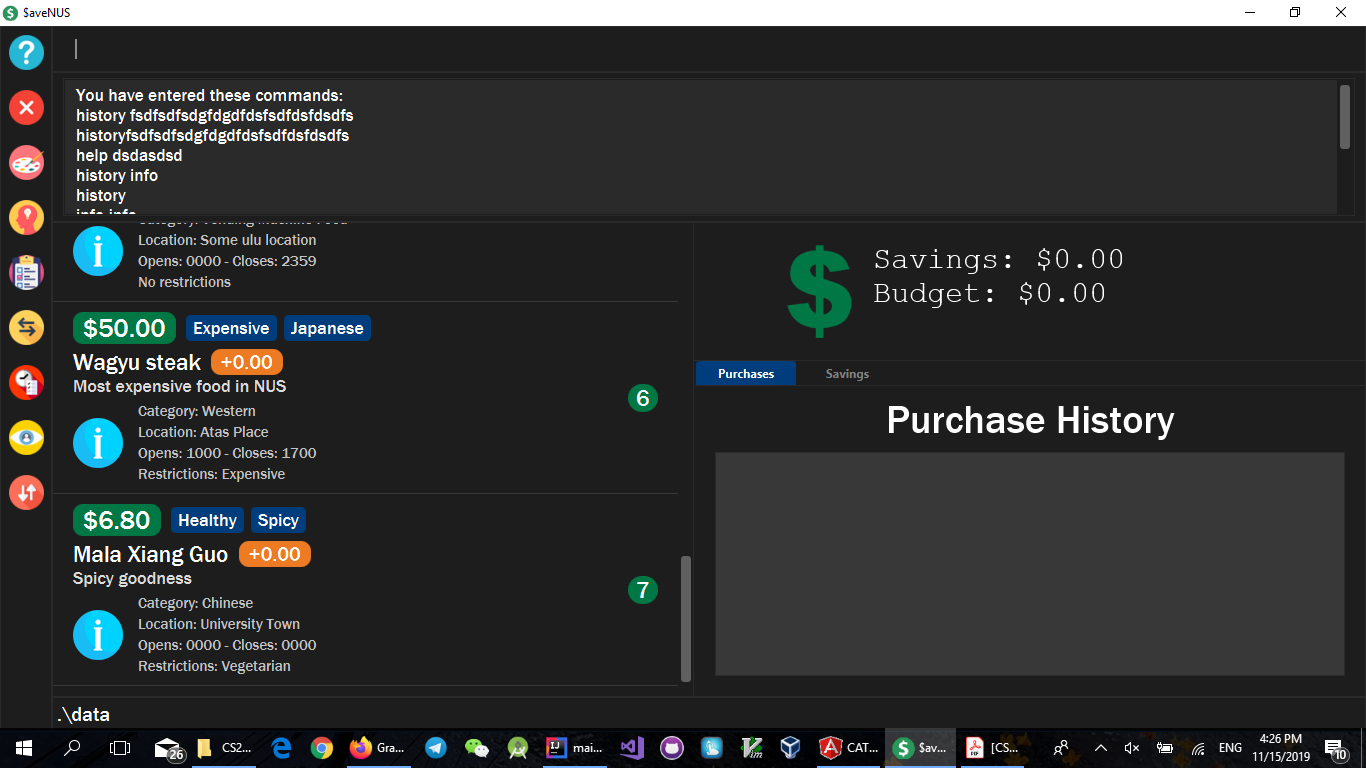 $aveNUS
You have entered these commands:
history fsdfsdfsdgfdgdfdsfsdfdsfdsdfs
historyfsdfsdfsdgfdgdfdsfsdfdsfdsdfs
help dsdasdsd
history info
history
info info
Category: Vending Machine Food
Location: Some ulu location
Opens: 0000 - Closes: 2359
No restrictions
$50.00 Expensive Japanese
Wagyu steak +0.00
Most expensive food in NUS
6
Category: Western
Location: Atas Place
Opens: 1000 - Closes: 1700
Restrictions: Expensive
$6.80 Healthy Spicy
Mala Xiang Guo +0.00
Spicy goodness
7
Category: Chinese
Location: University Town
Opens: 0000 - Closes: 0000
Restrictions: Vegetarian
Savings: $0.00
Budget: $0.00
Purchases Savings
Purchase History
.\data
26 CS2... Gra... mai... CAT... $av... [CS... ENG
4:26 PM
11/15/2019
10